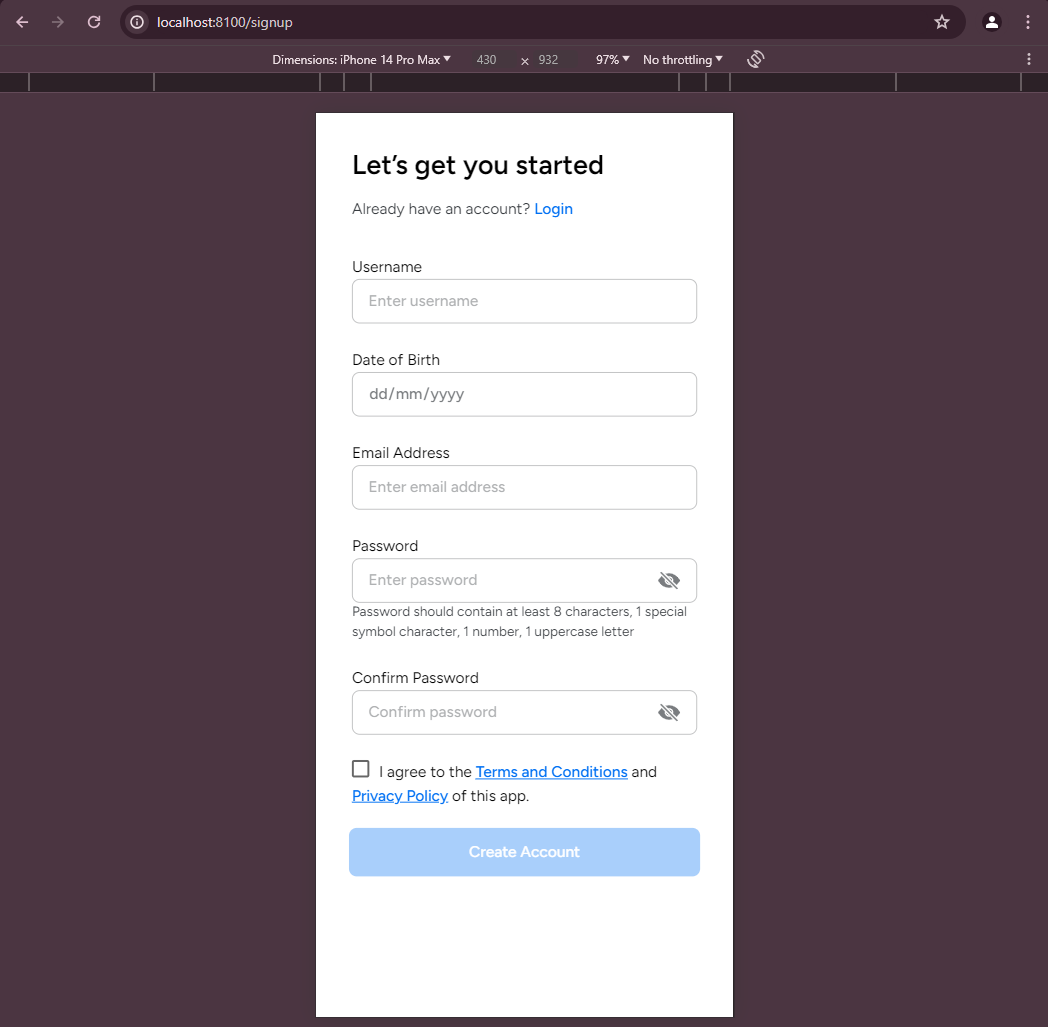 localhost:8100/signup
Dimensions: iPhone 14 Pro Max 430 × 932 97% No throttling
Let’s get you started
Already have an account? Login
Username
Enter username
Date of Birth
dd/mm/yyyy
Email Address
Enter email address
Password
Enter password
Password should contain at least 8 characters, 1 special
symbol character, 1 number, 1 uppercase letter
Confirm Password
Confirm password
I agree to the Terms and Conditions and
Privacy Policy of this app.
Create Account